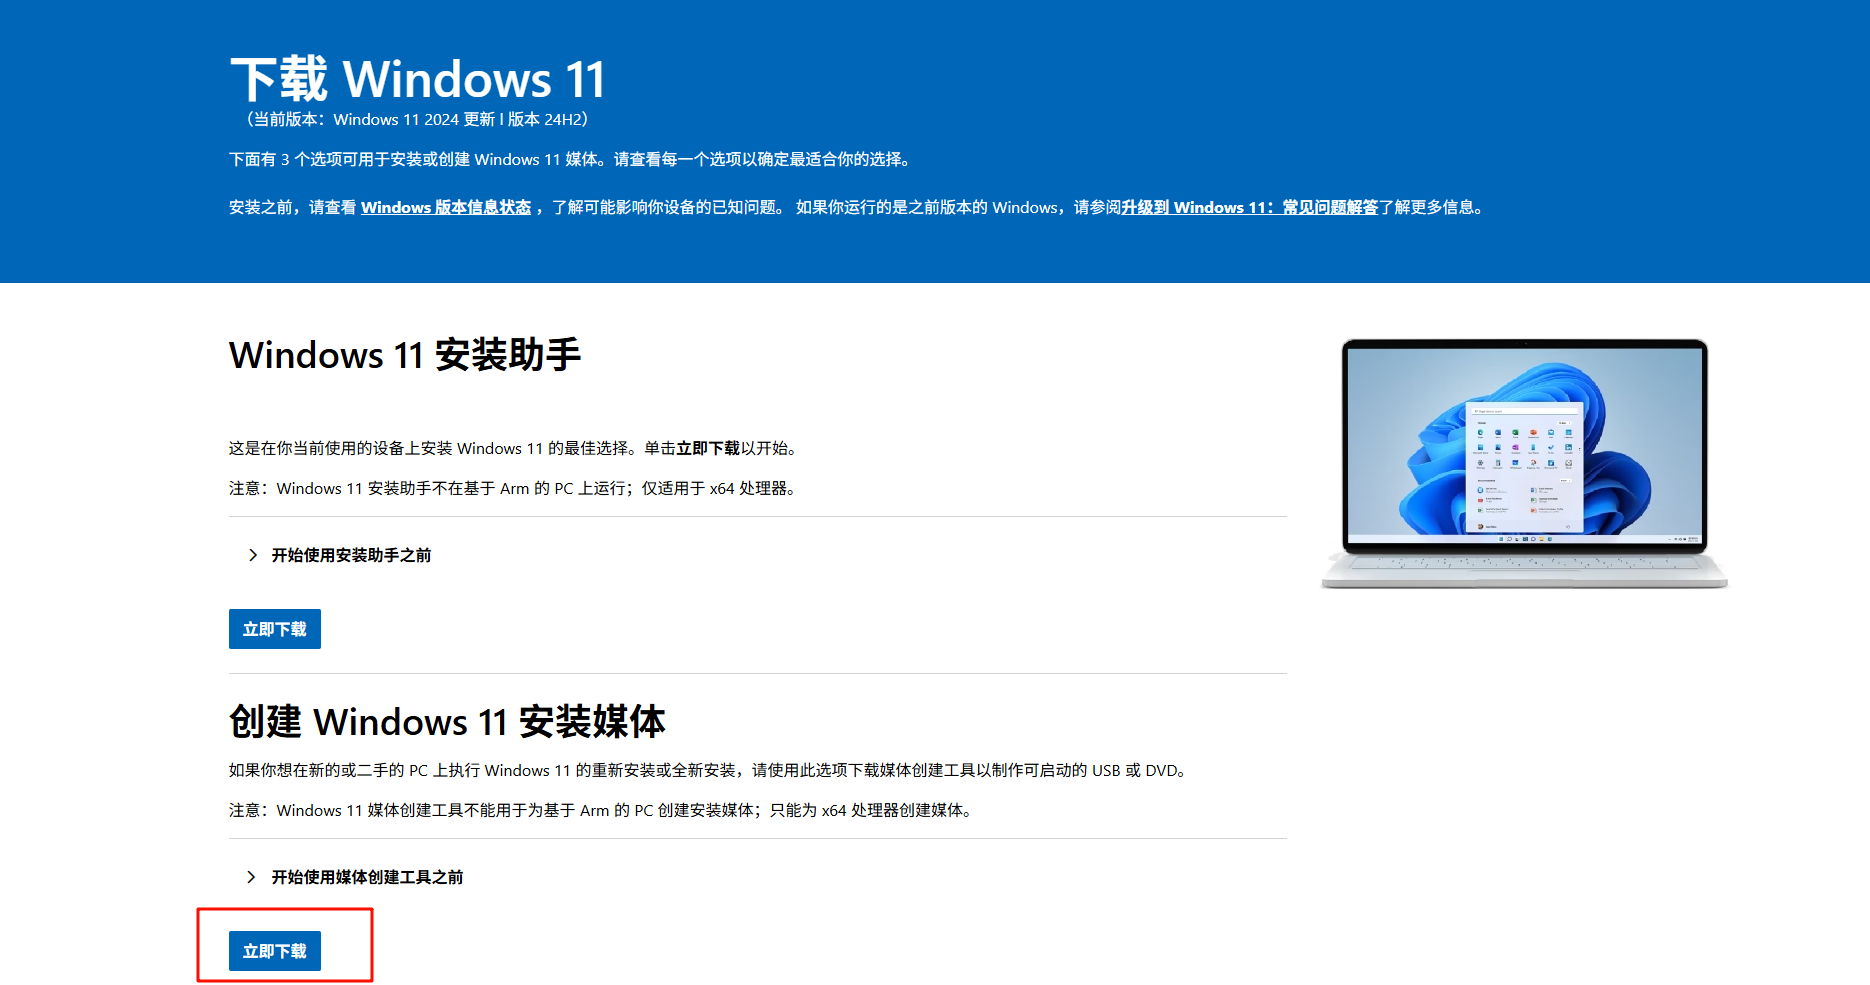 下载 Windows 11
（当前版本：Windows 11 2024 更新 l 版本 24H2）
下面有 3 个选项可用于安装或创建 Windows 11 媒体。请查看每一个选项以确定最适合你的选择。
安装之前，请查看 Windows 版本信息状态 ，了解可能影响你设备的已知问题。 如果你运行的是之前版本的 Windows，请参阅升级到 Windows 11：常见问题解答了解更多信息。
Windows 11 安装助手
这是在你当前使用的设备上安装 Windows 11 的最佳选择。单击立即下载以开始。
注意：Windows 11 安装助手不在基于 Arm 的 PC 上运行；仅适用于 x64 处理器。
开始使用安装助手之前
立即下载
创建 Windows 11 安装媒体
如果你想在新的或二手的 PC 上执行 Windows 11 的重新安装或全新安装，请使用此选项下载媒体创建工具以制作可启动的 USB 或 DVD。
注意：Windows 11 媒体创建工具不能用于为基于 Arm 的 PC 创建安装媒体；只能为 x64 处理器创建媒体。
开始使用媒体创建工具之前
立即下载